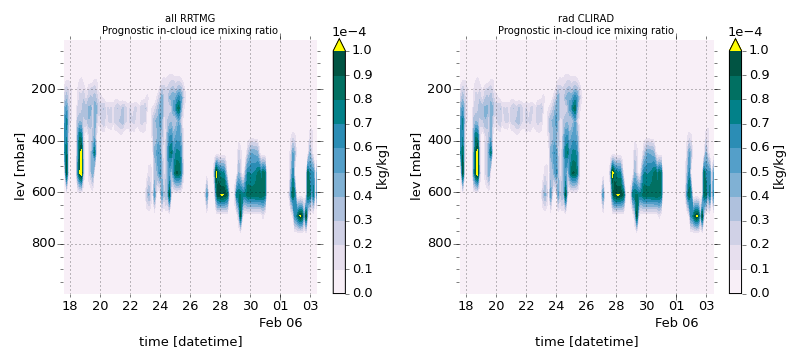 all RRTMG
Prognostic in-cloud ice mixing ratio
1e−4
1.0
0.9
0.8
0.7
0.6
0.5
0.4
0.3
0.2
0.1
0.0
[kg/kg]
200
400
600
800
lev [mbar]
18 20 22 24 26 28 30 01 03
Feb 06
time [datetime]
rad CLIRAD
Prognostic in-cloud ice mixing ratio
1e−4
1.0
0.9
0.8
0.7
0.6
0.5
0.4
0.3
0.2
0.1
0.0
[kg/kg]
200
400
600
800
lev [mbar]
18 20 22 24 26 28 30 01 03
Feb 06
time [datetime]